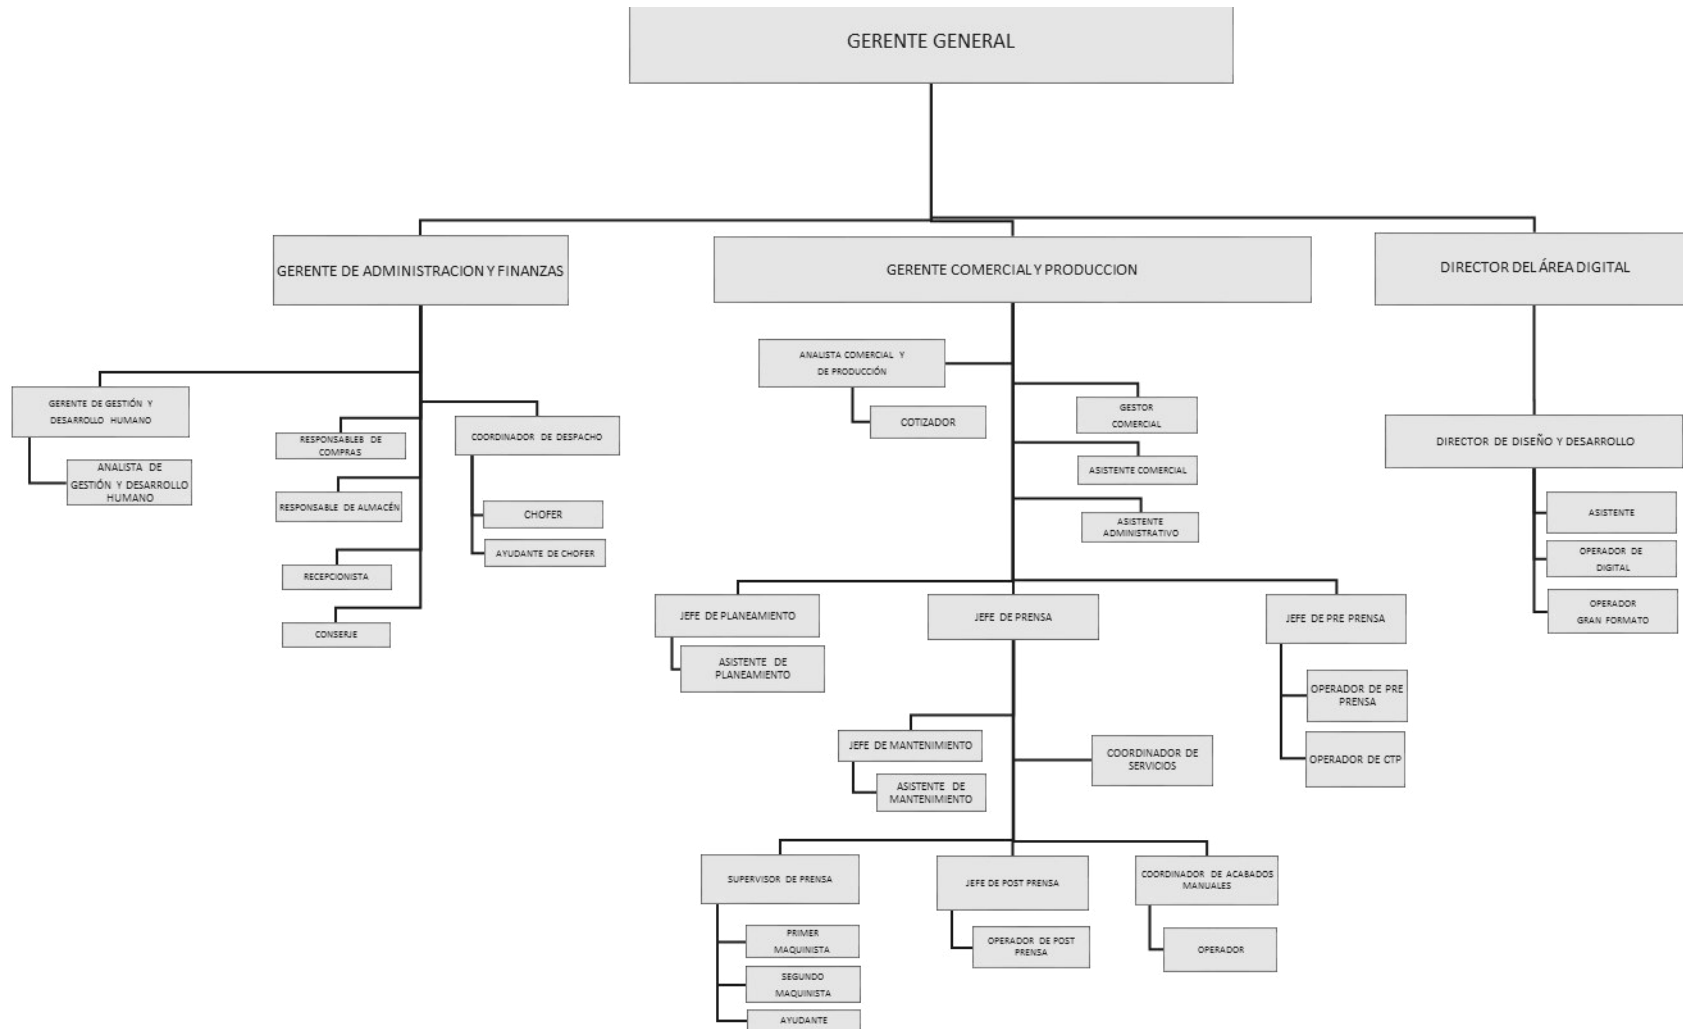 GERENTE GENERAL
GERENTE DE ADMINISTRACION Y FINANZAS
GERENTE COMERCIAL Y PRODUCCION
DIRECTOR DEL ÁREA DIGITAL
GERENTE DE GESTIÓN Y
DESARROLLO HUMANO
ANALISTA DE
GESTIÓN Y DESARROLLO
HUMANO
RESPONSABLEB DE
COMPRAS
RESPONSABLE DE ALMACÉN
RECEPCIONISTA
CONSERJE
COORDINADOR DE DESPACHO
CHOFER
AYUDANTE DE CHOFER
ANALISTA COMERCIAL Y
DE PRODUCCIÓN
COTIZADOR
GESTOR
COMERCIAL
ASISTENTE COMERCIAL
ASISTENTE
ADMINISTRATIVO
DIRECTOR DE DISEÑO Y DESARROLLO
ASISTENTE
OPERADOR DE
DIGITAL
OPERADOR
GRAN FORMATO
JEFE DE PLANEAMIENTO
ASISTENTE DE
PLANEAMIENTO
JEFE DE PRENSA
JEFE DE PRE PRENSA
OPERADOR DE PRE
PRENSA
OPERADOR DE CTP
JEFE DE MANTENIMIENTO
ASISTENTE DE
MANTENIMIENTO
COORDINADOR DE
SERVICIOS
SUPERVISOR DE PRENSA
PRIMER
MAQUINISTA
SEGUNDO
MAQUINISTA
AYUDANTE
JEFE DE POST PRENSA
OPERADOR DE POST
PRENSA
COORDINADOR DE ACABADOS
MANUALES
OPERADOR